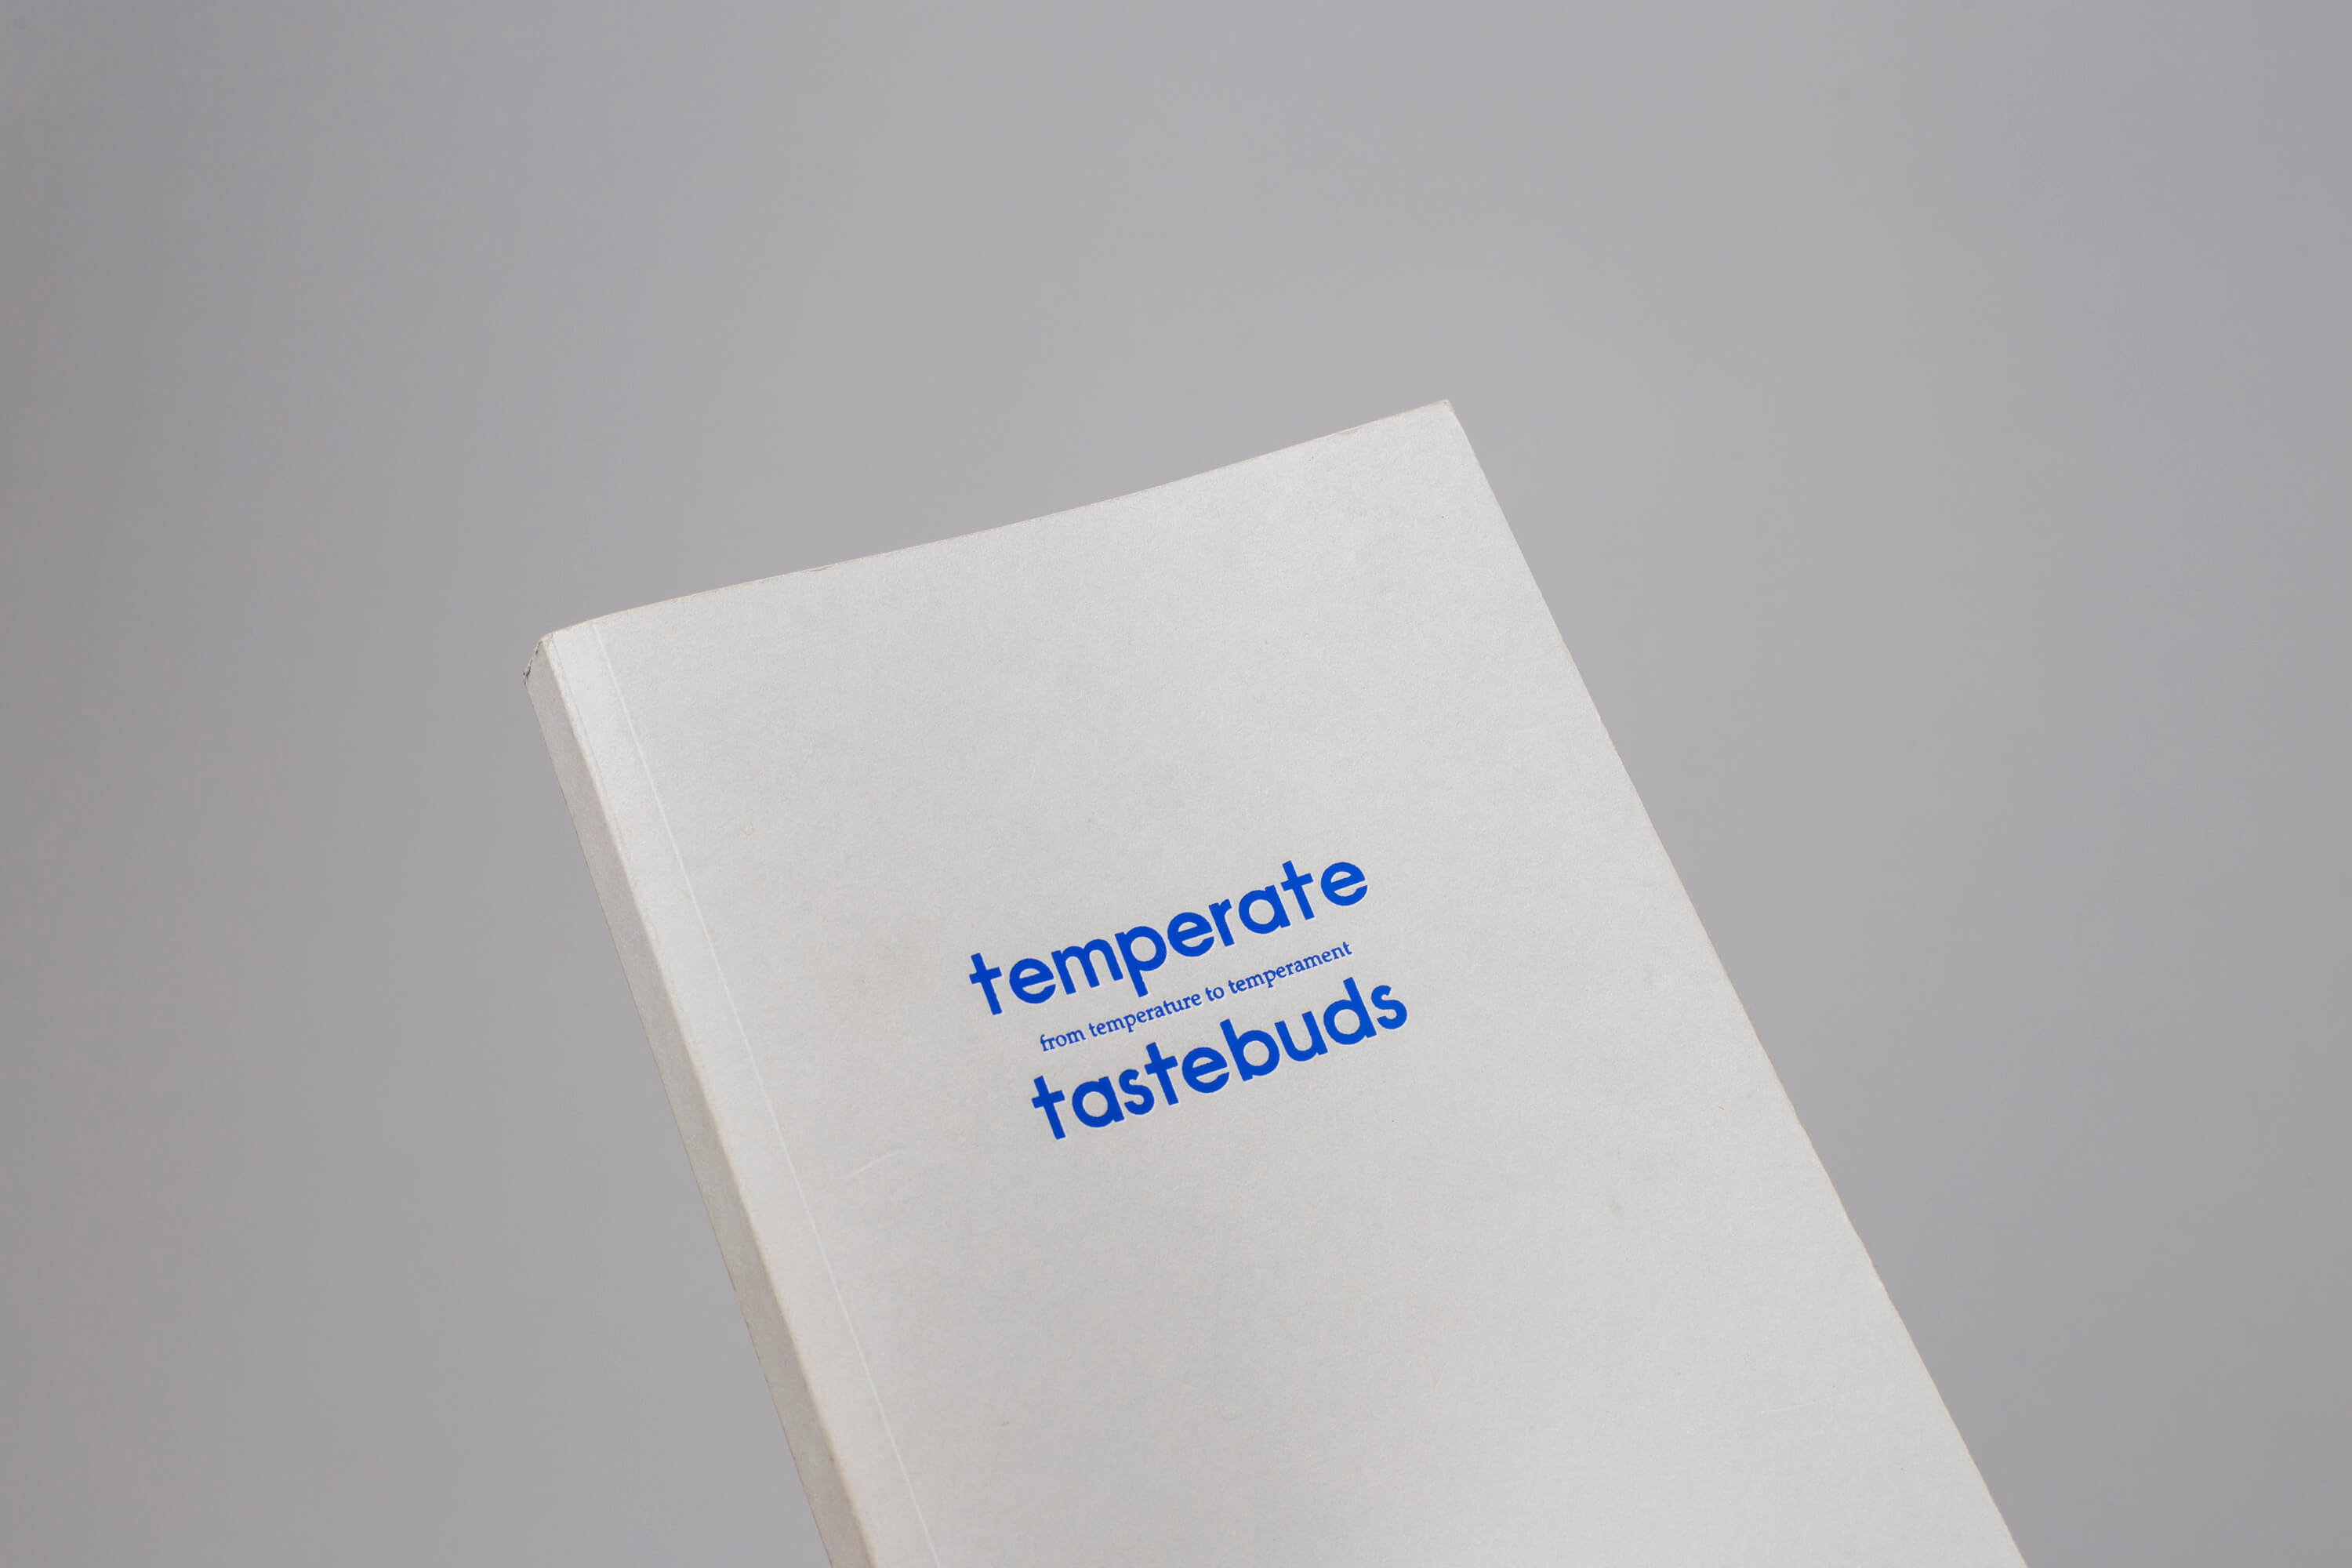 temperate
from temperature to temperament
tastebuds